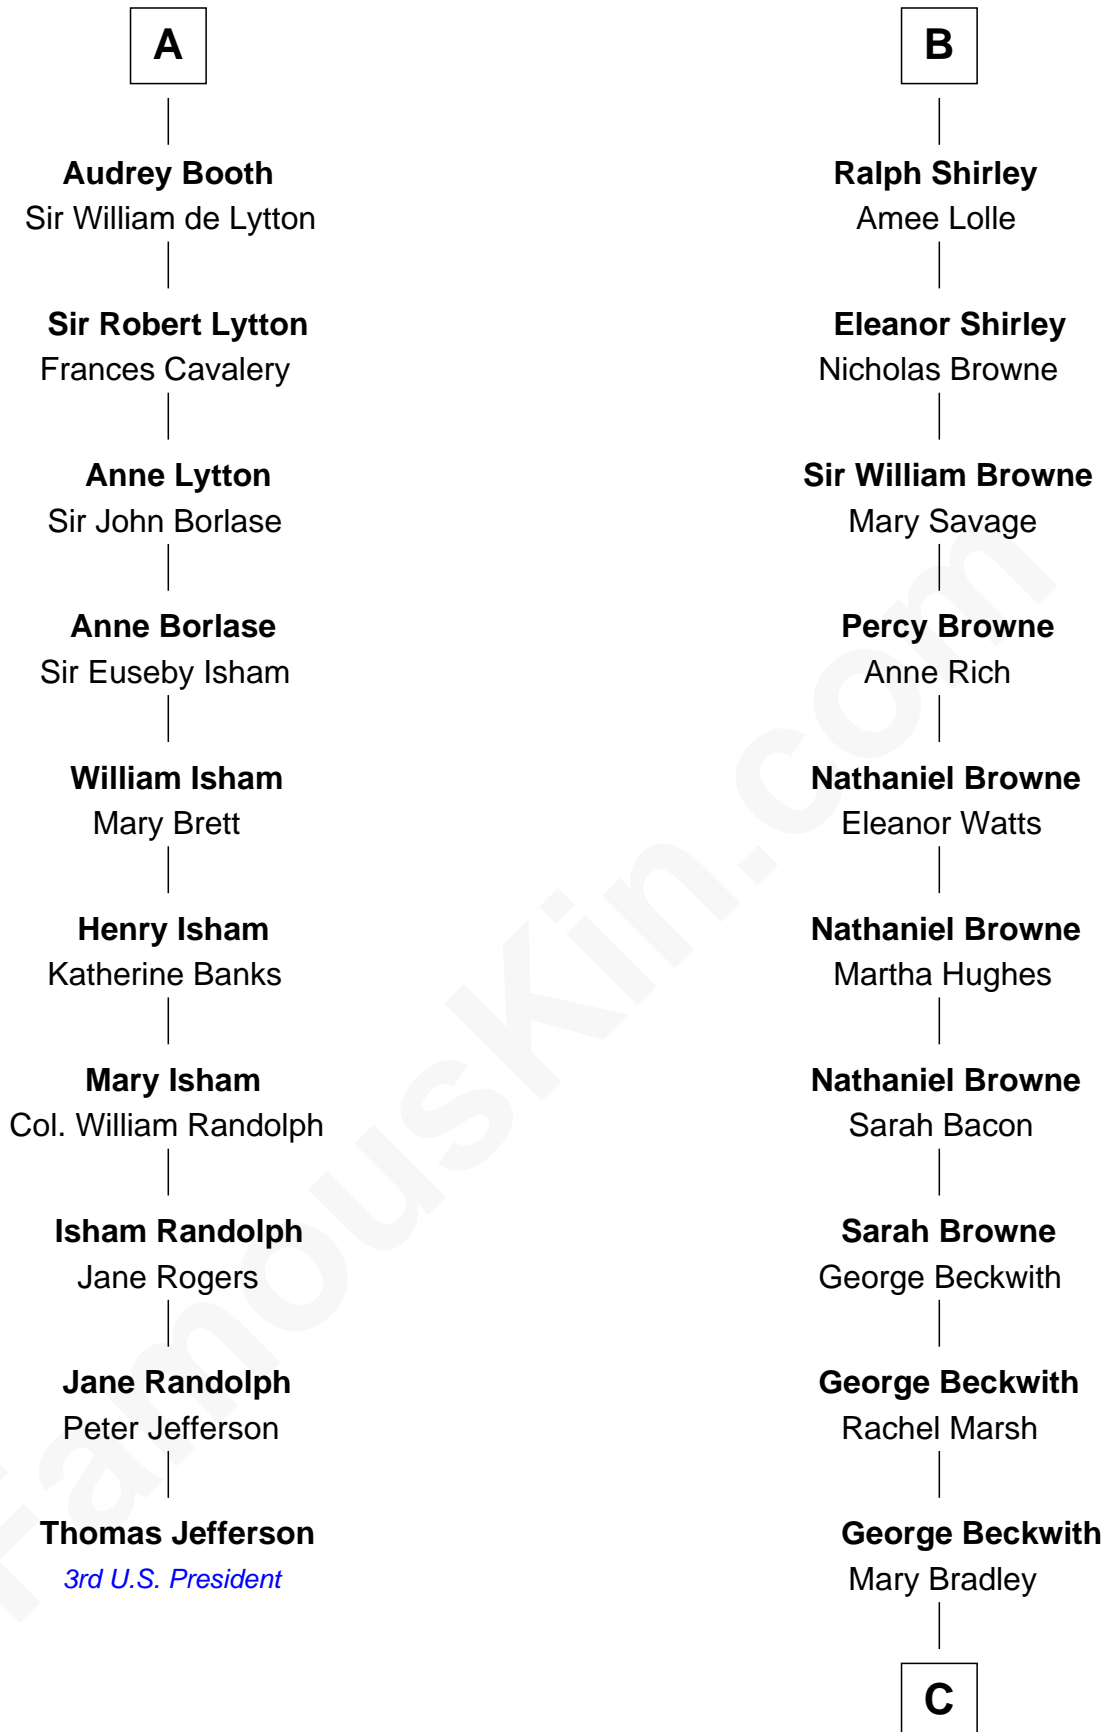 A
Audrey Booth
Sir William de Lytton
Sir Robert Lytton
Frances Cavalery
Anne Lytton
Sir John Borlase
Anne Borlase
Sir Euseby Isham
William Isham
Mary Brett
Henry Isham
Katherine Banks
Mary Isham
Col. William Randolph
Isham Randolph
Jane Rogers
Jane Randolph
Peter Jefferson
Thomas Jefferson
3rd U.S. President
B
Ralph Shirley
Amee Lolle
Eleanor Shirley
Nicholas Browne
Sir William Browne
Mary Savage
Percy Browne
Anne Rich
Nathaniel Browne
Eleanor Watts
Nathaniel Browne
Martha Hughes
Nathaniel Browne
Sarah Bacon
Sarah Browne
George Beckwith
George Beckwith
Rachel Marsh
George Beckwith
Mary Bradley
C
FamousKin.com